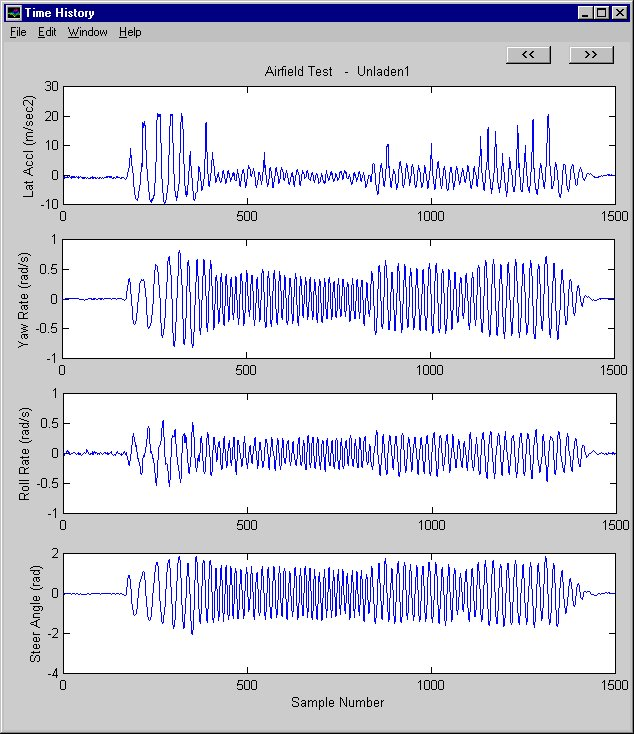 Time History
File Edit Window Help
<< >>
Airfield Test - Unladen1
Lat Accl (m/sec2)
30
20
10
0
-10
0 500 1000 1500
Yaw Rate (rad/s)
1
0.5
0
-0.5
-1
0 500 1000 1500
Roll Rate (rad/s)
1
0.5
0
-0.5
-1
0 500 1000 1500
Steer Angle (rad)
2
0
-2
-4
0 500 1000 1500
Sample Number